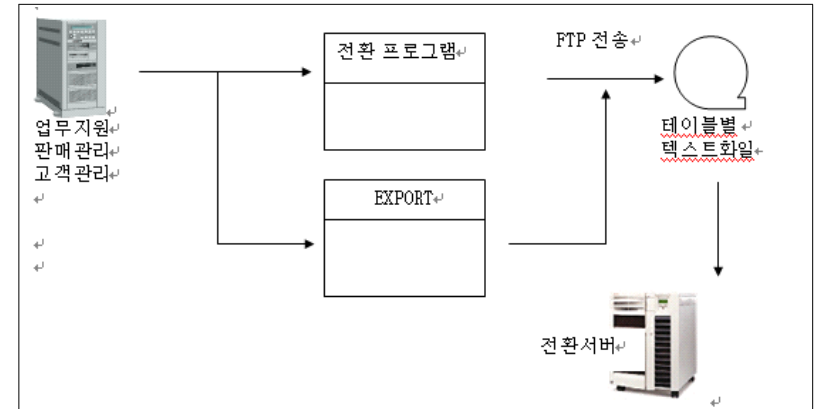 전환 프로그램
FTP 전송
업무지원
판매관리
고객관리
테이블별
텍스트화일
EXPORT
전환서버